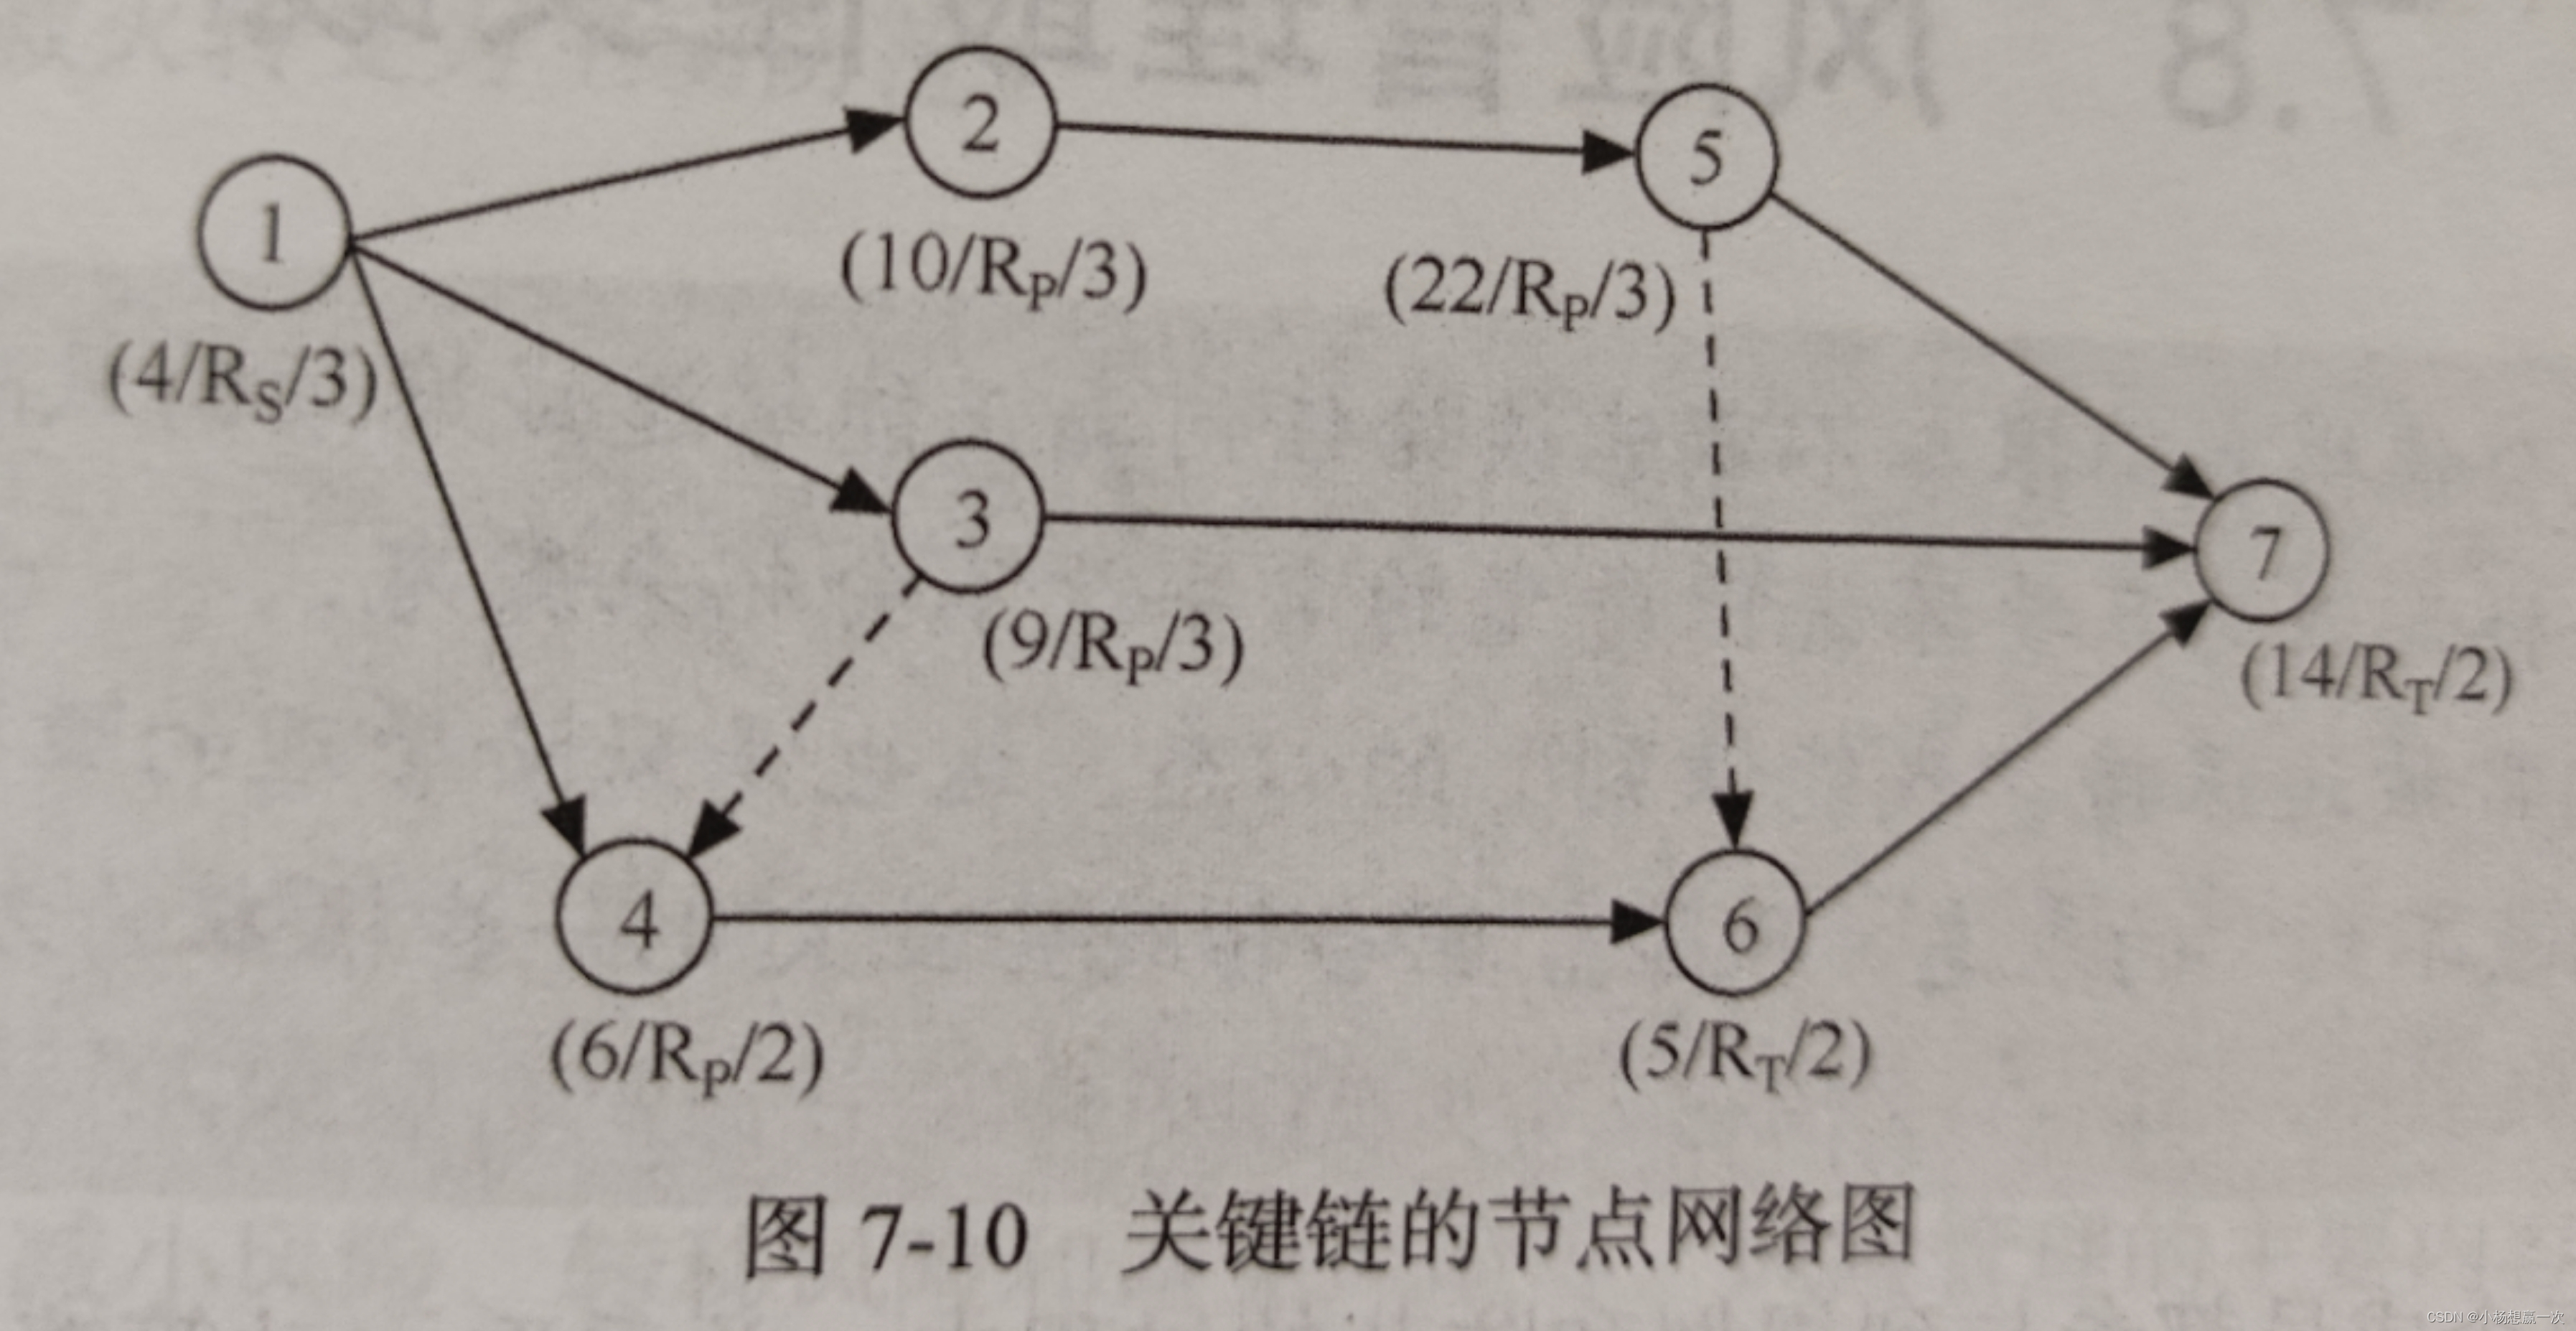 1
(4/R_S/3)
2
(10/R_P/3)
5
(22/R_P/3)
3
(9/R_P/3)
7
(14/R_T/2)
4
(6/R_P/2)
6
(5/R_T/2)
图 7-10 关键链的节点网络图
7.8
CSDN @小杨想赢一次